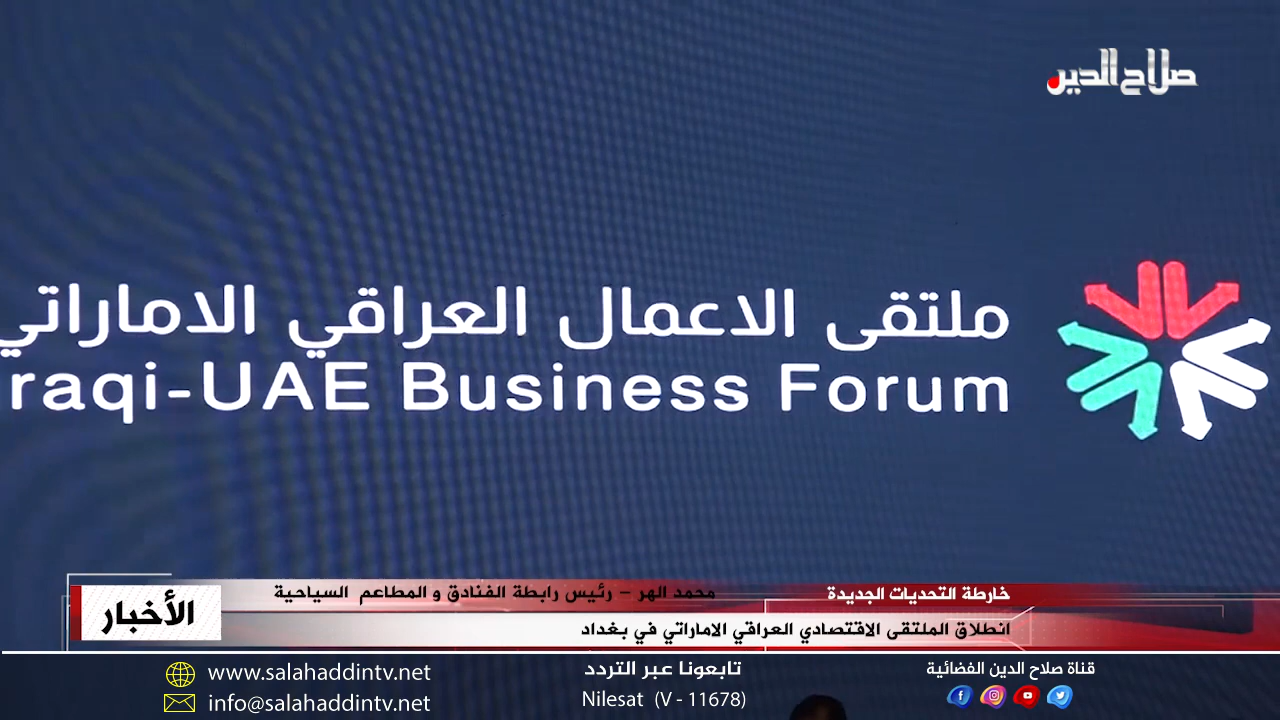 صلاح الدين
ملتقى الاعمال العراقي الاماراتي
raqi-UAE Business Forum
خارطة التحديات الجديدة
محمد الهر – رئيس رابطة الفنادق و المطاعم السياحية
الأخبار
انطلاق الملتقى الاقتصادي العراقي الاماراتي في بغداد
www.salahaddintv.net
تابعونا عبر التردد
قناة صلاح الدين الفضائية
info@salahaddintv.net
Nilesat (V - 11678)